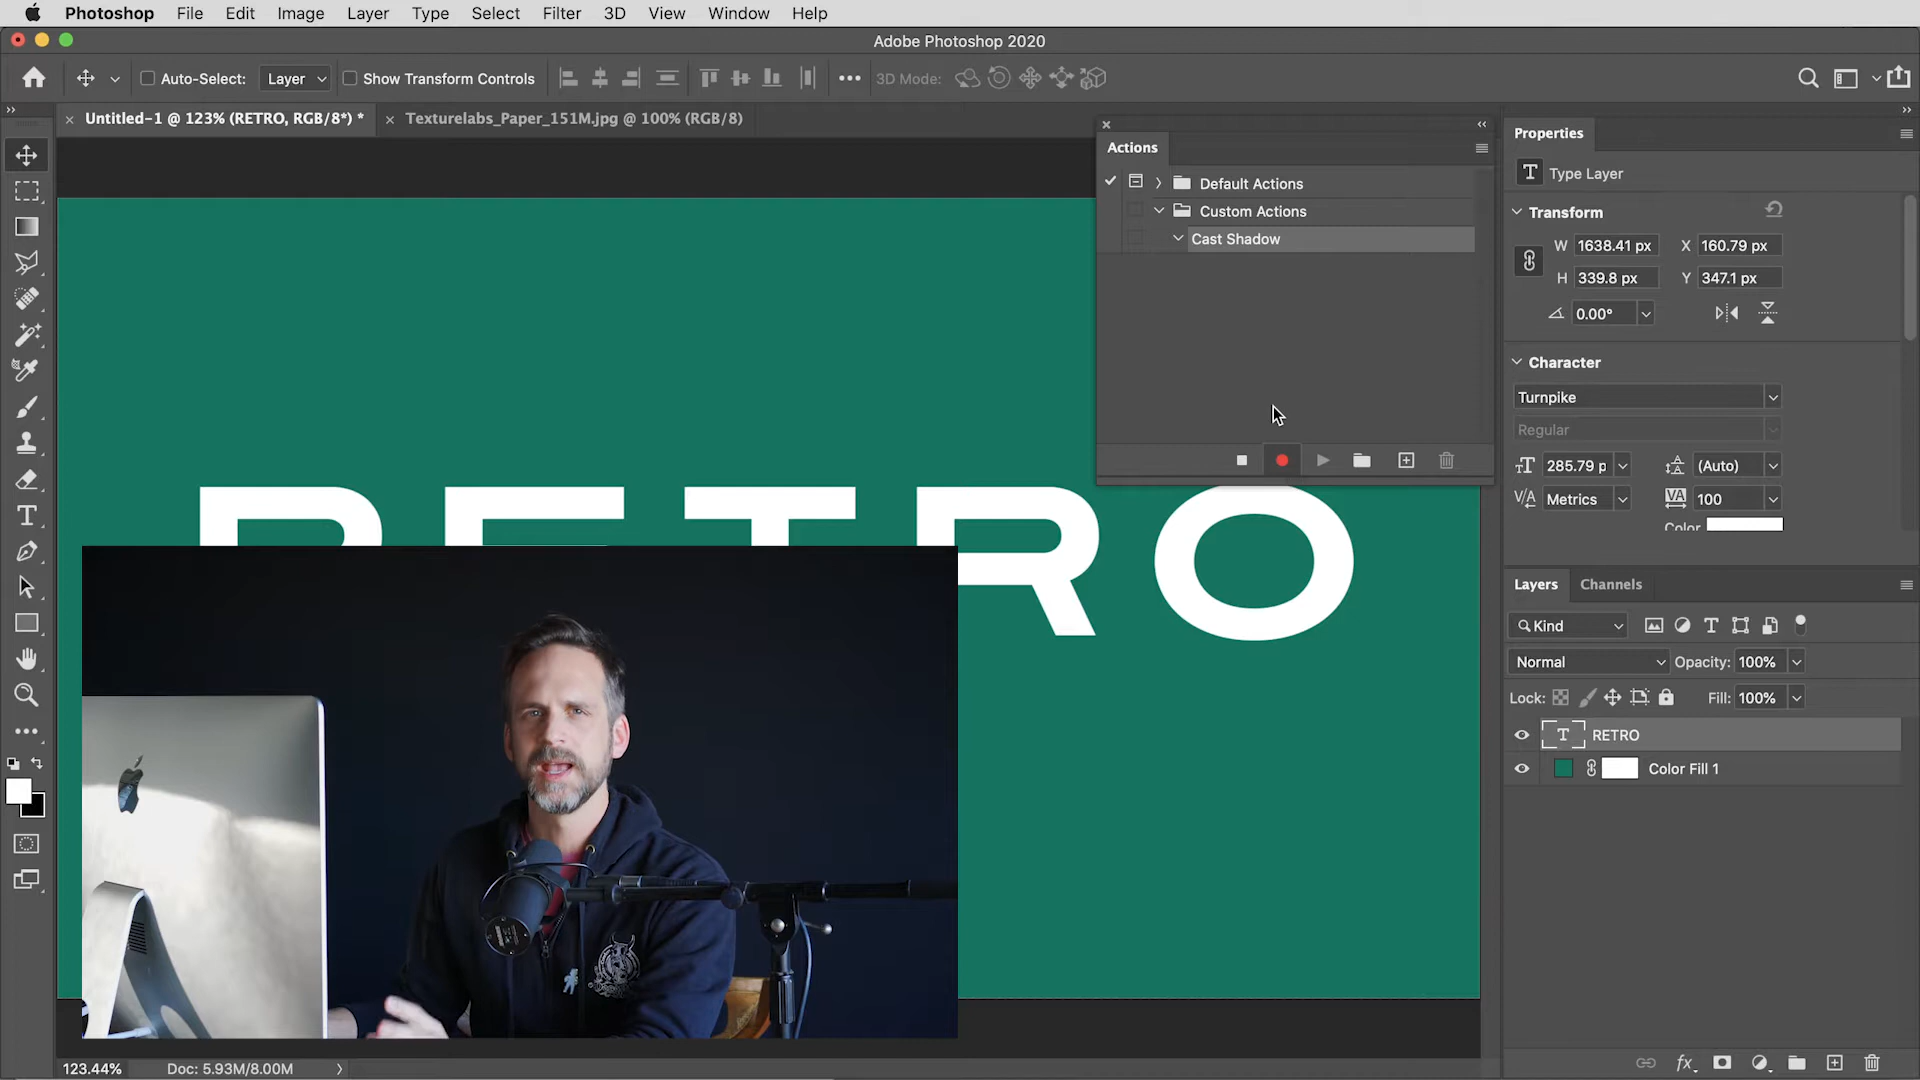 Photoshop File Edit Image Layer Type Select Filter 3D View Window Help
Adobe Photoshop 2020
Auto-Select: Layer Show Transform Controls 3D Mode:
Untitled-1 @ 123% (RETRO, RGB/8*) * Texturelabs_Paper_151M.jpg @ 100% (RGB/8)
Actions
Default Actions
Custom Actions
Cast Shadow
Properties
Type Layer
Transform
W 1638.41 px X 160.79 px
H 339.8 px Y 347.1 px
0.00°
Character
Turnpike
Regular
285.79 p (Auto)
Metrics 100
Color
RETRO
Layers Channels
Kind
Normal Opacity: 100%
Lock: Fill: 100%
RETRO
Color Fill 1
123.44% Doc: 5.93M/8.00M